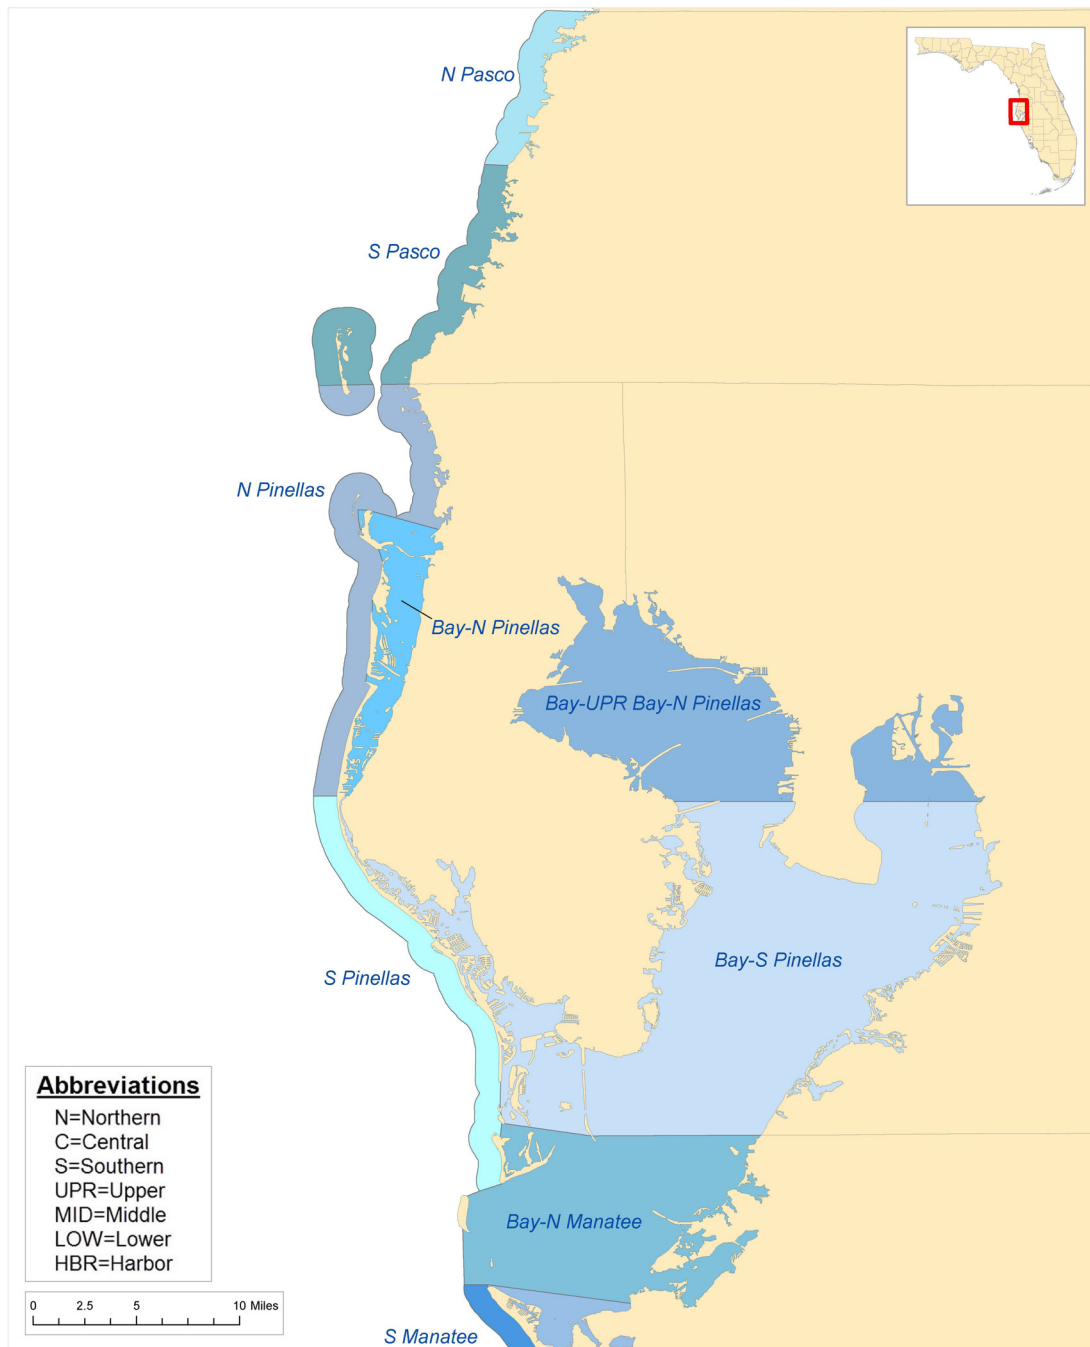 N Pasco
S Pasco
N Pinellas
Bay-N Pinellas
Bay-UPR Bay-N Pinellas
Bay-S Pinellas
S Pinellas
Bay-N Manatee
S Manatee
Abbreviations
N=Northern
C=Central
S=Southern
UPR=Upper
MID=Middle
LOW=Lower
HBR=Harbor
0 2.5 5 10 Miles